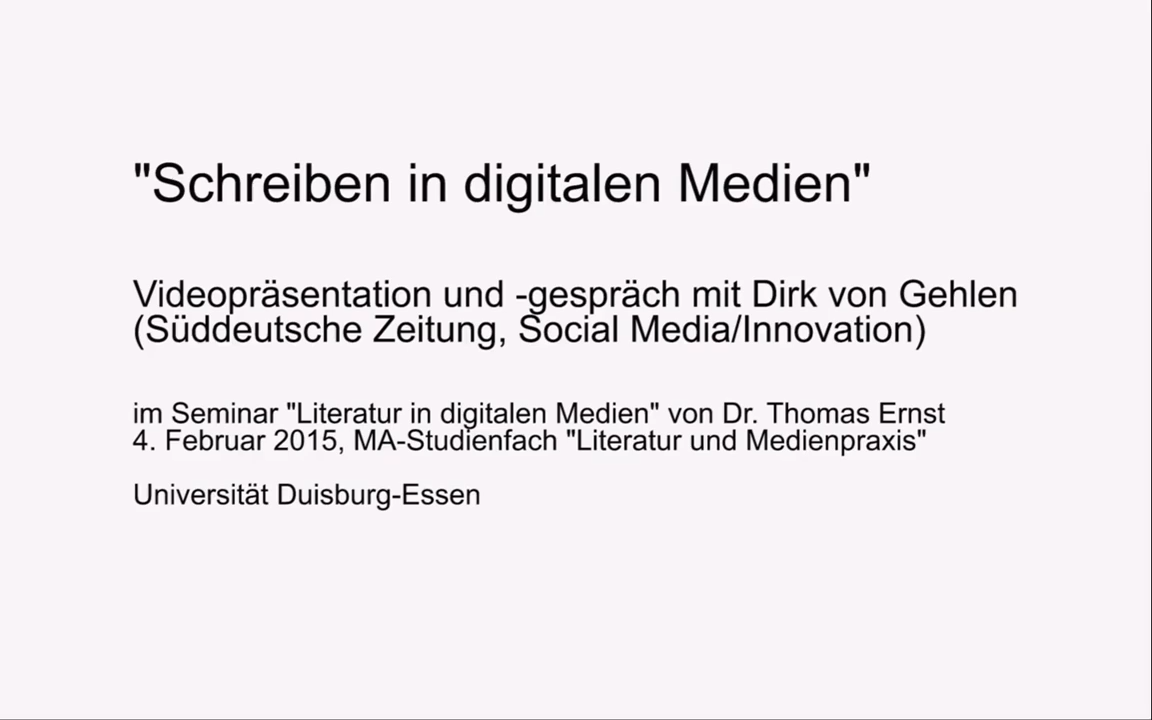 "Schreiben in digitalen Medien"
Videopräsentation und -gespräch mit Dirk von Gehlen
(Süddeutsche Zeitung, Social Media/Innovation)
im Seminar "Literatur in digitalen Medien" von Dr. Thomas Ernst
4. Februar 2015, MA-Studienfach "Literatur und Medienpraxis"
Universität Duisburg-Essen